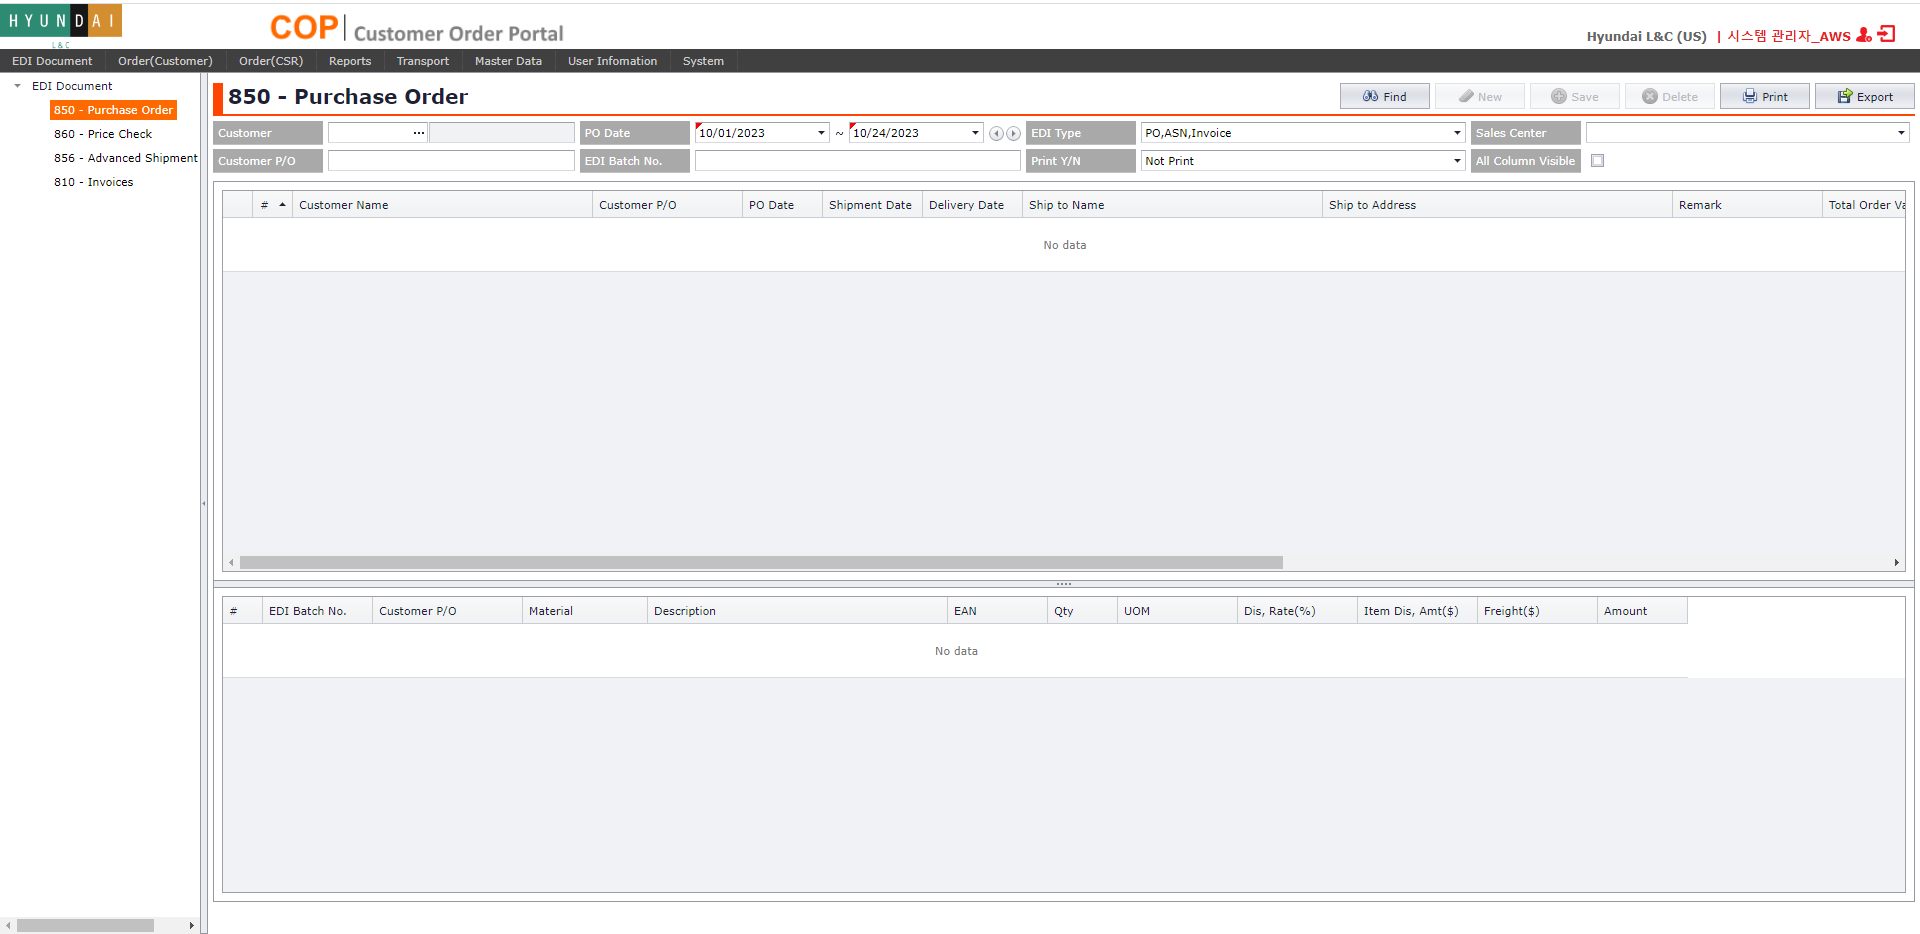 HYUNDAI
L&C
COP | Customer Order Portal
Hyundai L&C (US) | 시스템 관리자_AWS
EDI Document Order(Customer) Order(CSR) Reports Transport Master Data User Infomation System
EDI Document
850 - Purchase Order
860 - Price Check
856 - Advanced Shipment
810 - Invoices
850 - Purchase Order
Find New Save Delete Print Export
Customer ... PO Date 10/01/2023 ~ 10/24/2023 EDI Type PO,ASN,Invoice Sales Center
Customer P/O EDI Batch No. Print Y/N Not Print All Column Visible
# Customer Name Customer P/O PO Date Shipment Date Delivery Date Ship to Name Ship to Address Remark Total Order Va
No data
# EDI Batch No. Customer P/O Material Description EAN Qty UOM Dis, Rate(%) Item Dis, Amt($) Freight($) Amount
No data